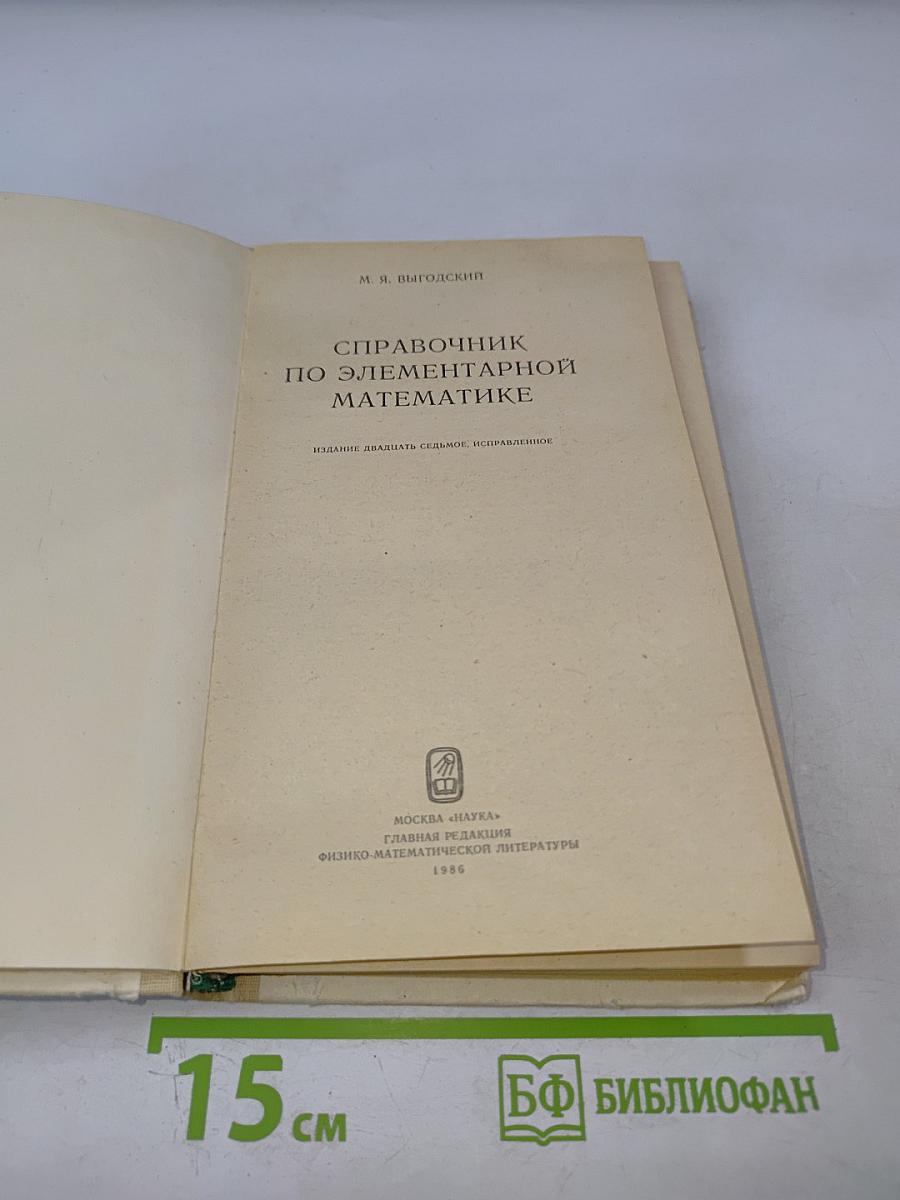 М. Я. ВЫГОДСКИЙ
СПРАВОЧНИК
ПО ЭЛЕМЕНТАРНОЙ
МАТЕМАТИКЕ
ИЗДАНИЕ ДВАДЦАТЬ СЕДЬМОЕ, ИСПРАВЛЕННОЕ
МОСКВА «НАУКА»
ГЛАВНАЯ РЕДАКЦИЯ
ФИЗИКО-МАТЕМАТИЧЕСКОЙ ЛИТЕРАТУРЫ
1986
15 см
БФ БИБЛИОФАН